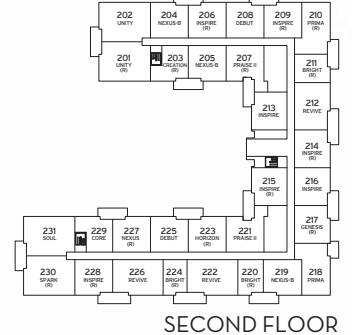 202
UNITY
204
NEXUS-B
206
INSPIRE
(R)
208
DEBUT
209
INSPIRE
(R)
210
PRIMA
201
UNITY
(R)
203
CREATION
(R)
205
NEXUS-B
207
PRAISE II
(R)
211
BRIGHT
(R)
212
REVIVE
213
INSPIRE
214
INSPIRE
(R)
215
INSPIRE
(R)
216
INSPIRE
217
GENESIS
(R)
231
SOUL
229
CORE
227
NEXUS
(R)
225
DEBUT
223
HORIZON
(R)
221
PRAISE II
230
SPARK
(R)
228
INSPIRE
(R)
226
REVIVE
224
BRIGHT
(R)
222
REVIVE
220
BRIGHT
(R)
219
NEXUS-B
218
PRIMA
SECOND FLOOR